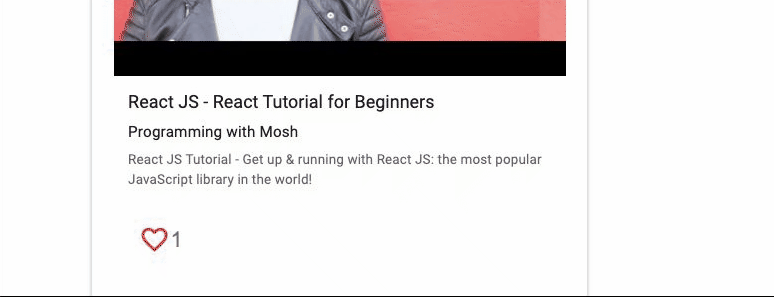 React JS - React Tutorial for Beginners
Programming with Mosh
React JS Tutorial - Get up & running with React JS: the most popular
JavaScript library in the world!
1